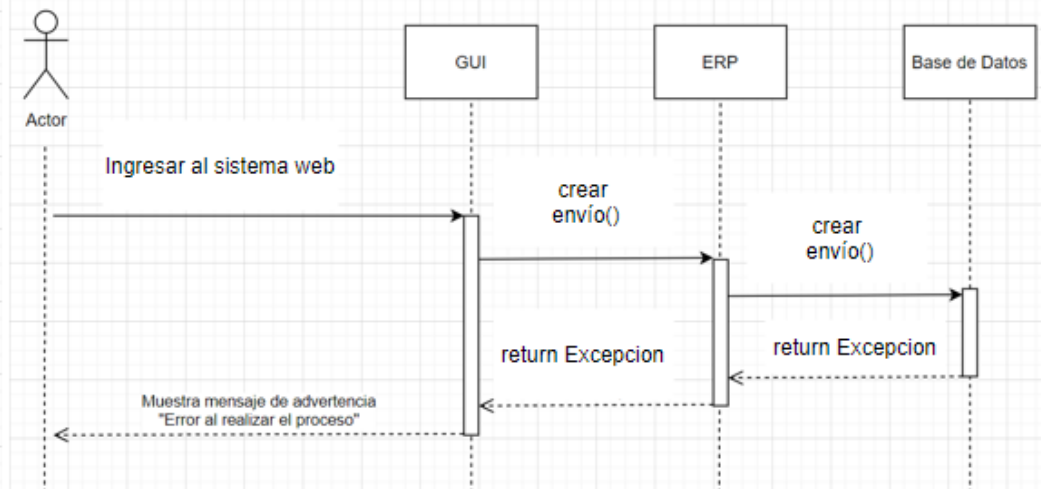 GUI
ERP
Base de Datos
Actor
Ingresar al sistema web
crear
envío()
crear
envío()
return Excepcion
return Excepcion
Muestra mensaje de advertencia
"Error al realizar el proceso"